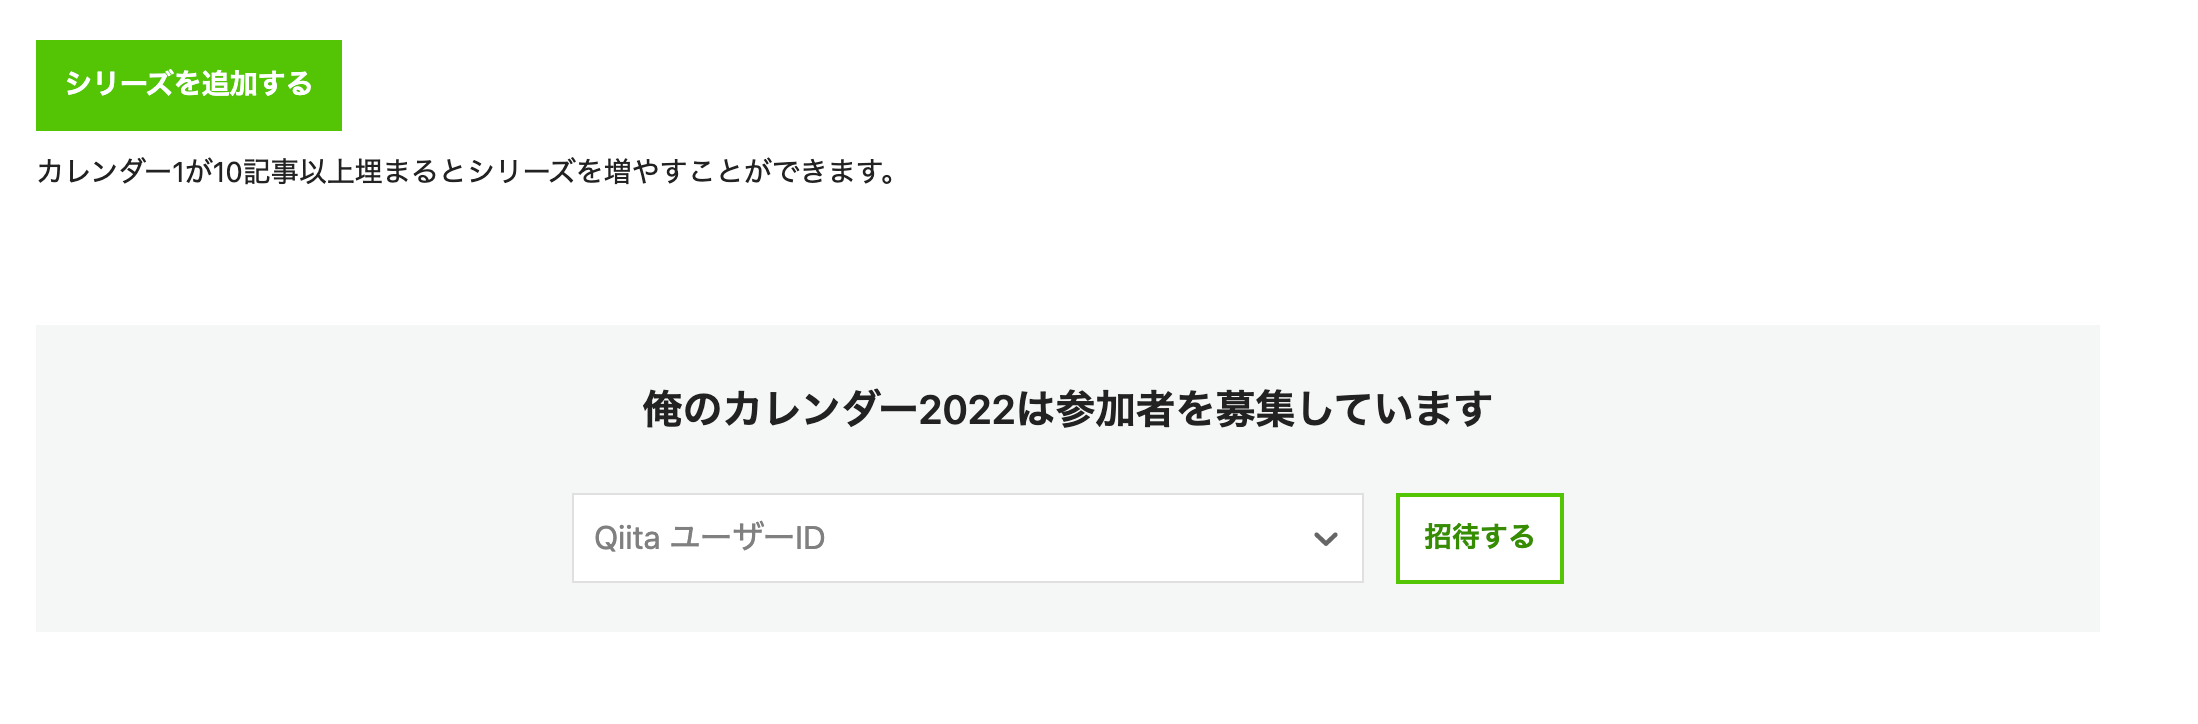 シリーズを追加する
カレンダー1が10記事以上埋まるとシリーズを増やすことができます。
俺のカレンダー2022は参加者を募集しています
Qiita ユーザーID
招待する